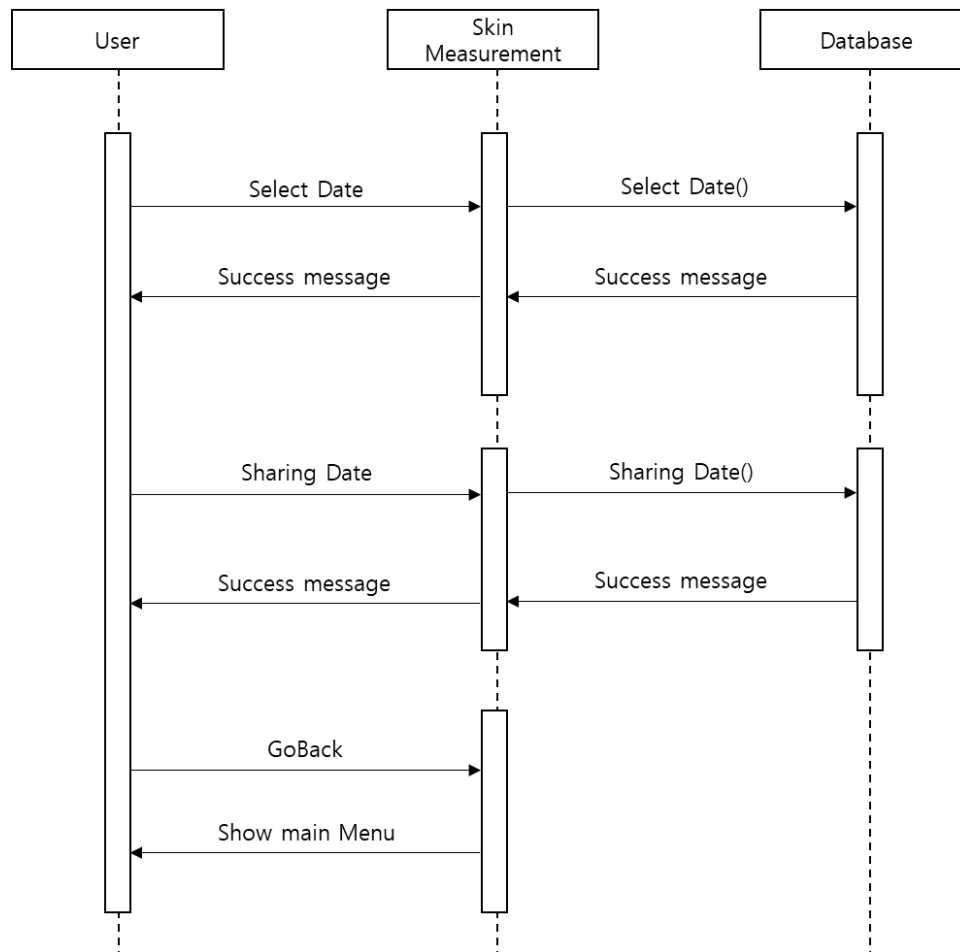 User
Skin
Measurement
Database
Select Date
Select Date()
Success message
Success message
Sharing Date
Sharing Date()
Success message
Success message
GoBack
Show main Menu